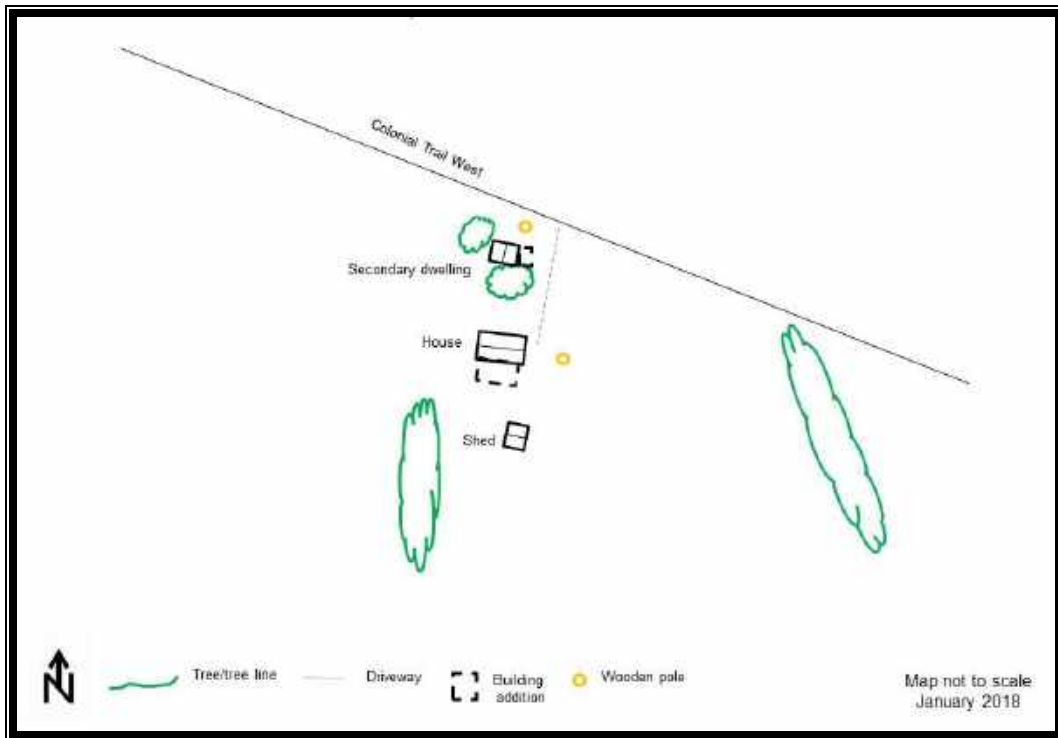 Colonial Trail West
Secondary dwelling
House
Shed
N
Tree/tree line
Driveway
Building
addition
Wooden pole
Map not to scale
January 2018